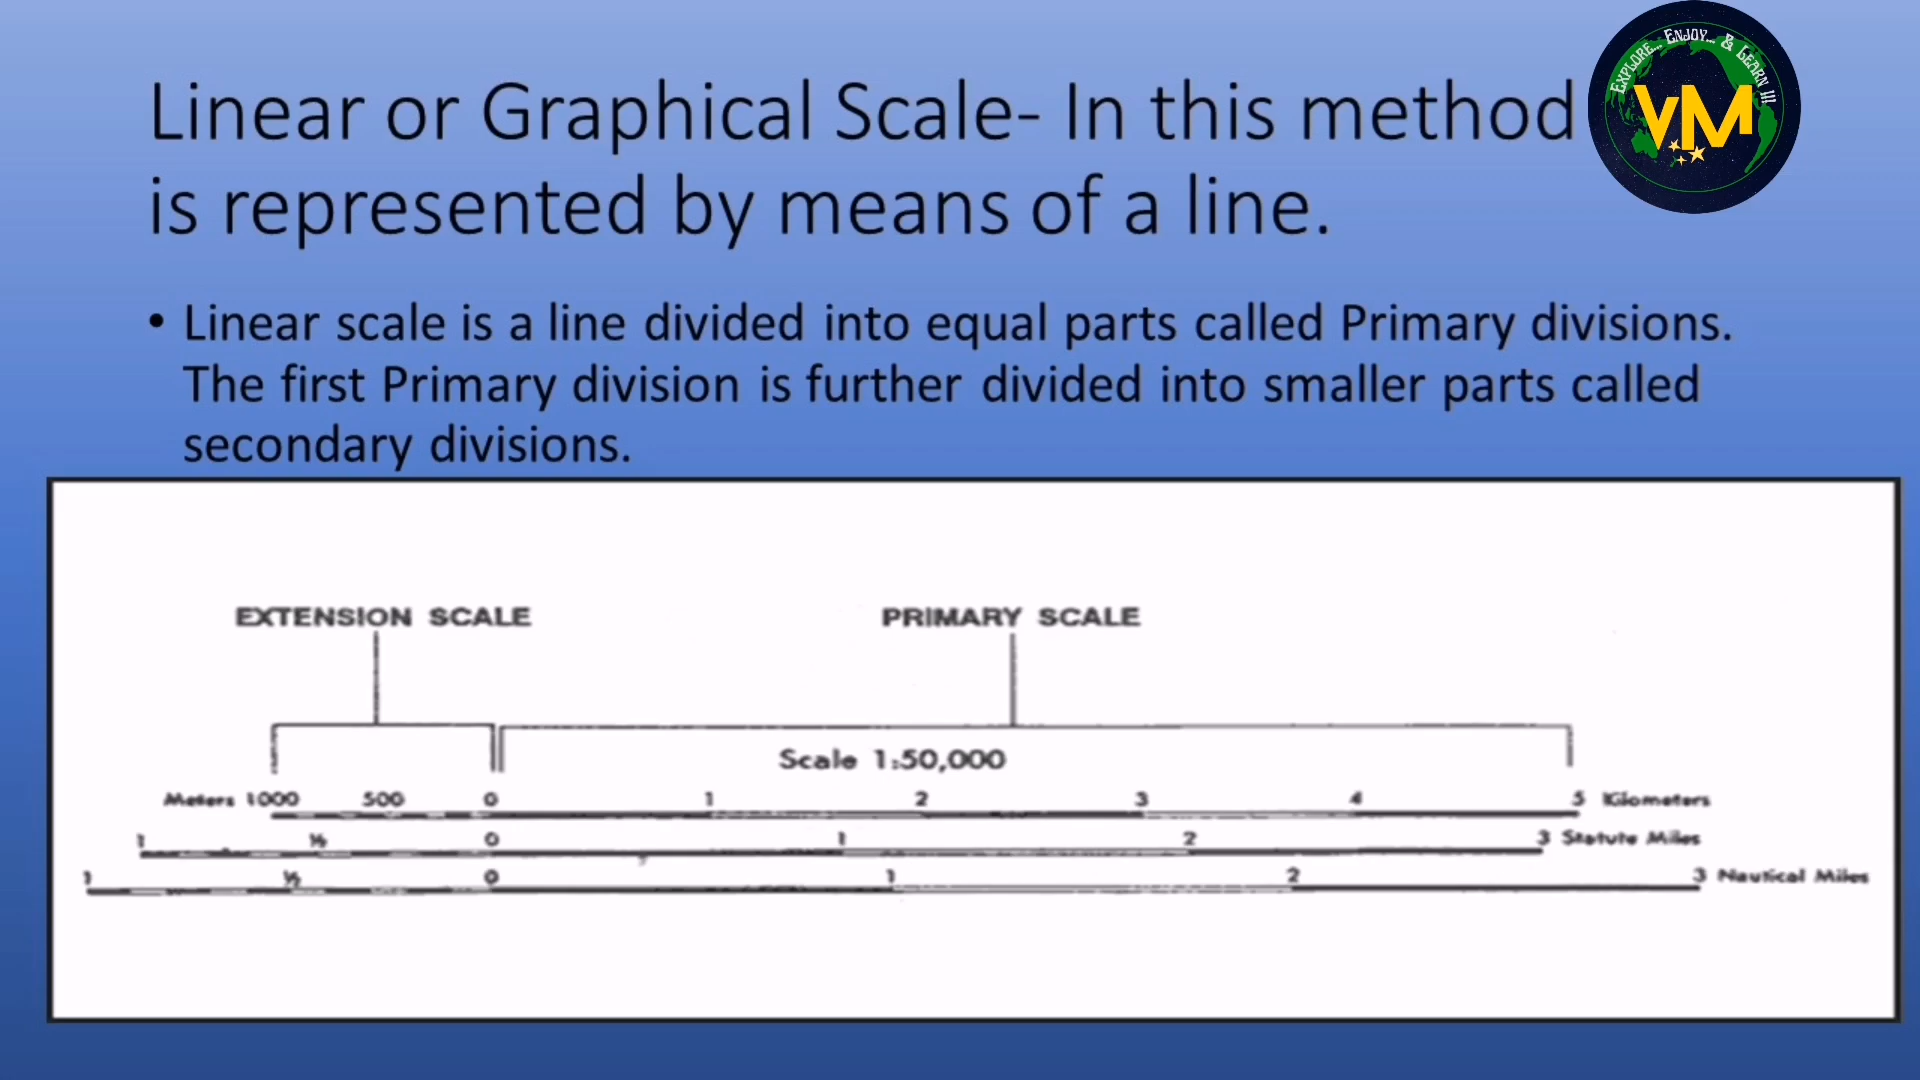 EXPLORE... ENJOY... & LEARN !!!
VM
Linear or Graphical Scale- In this method
is represented by means of a line.
• Linear scale is a line divided into equal parts called Primary divisions.
The first Primary division is further divided into smaller parts called
secondary divisions.
EXTENSION SCALE PRIMARY SCALE
Scale 1:50,000
Meters 1000 500 0 1 2 3 4 5 Kilometers
1 ½ 0 1 2 3 Statute Miles
1 ½ 0 1 2 3 Nautical Miles